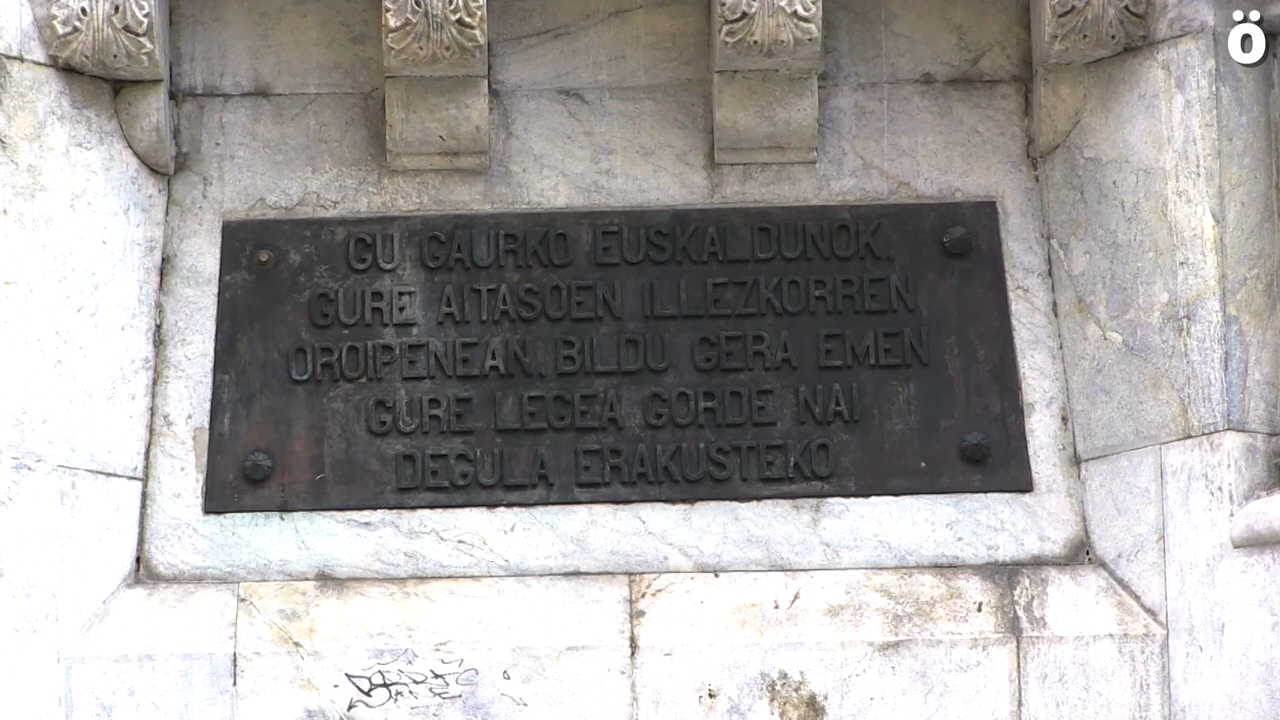 ö
GU GAURKO EUSKALDUNOK,
GURE AITASOEN ILLEZKORREN
OROIPENEAN, BILDU GERA EMEN
GURE LEGEA GORDE NAI
DEGULA ERAKUSTEKO